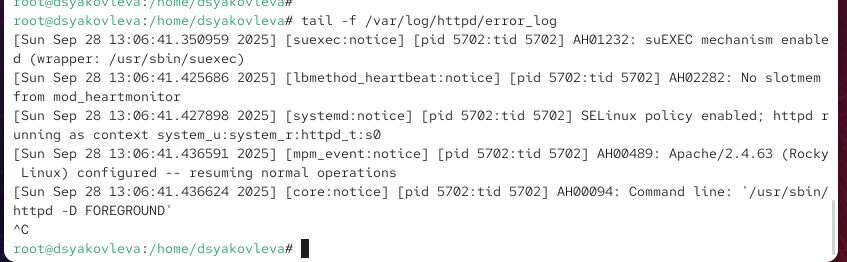 root@dsyakovleva:/home/dsyakovleva#
root@dsyakovleva:/home/dsyakovleva# tail -f /var/log/httpd/error_log
[Sun Sep 28 13:06:41.350959 2025] [suexec:notice] [pid 5702:tid 5702] AH01232: suEXEC mechanism enable
d (wrapper: /usr/sbin/suexec)
[Sun Sep 28 13:06:41.425686 2025] [lbmethod_heartbeat:notice] [pid 5702:tid 5702] AH02282: No slotmem
from mod_heartmonitor
[Sun Sep 28 13:06:41.427898 2025] [systemd:notice] [pid 5702:tid 5702] SELinux policy enabled; httpd r
unning as context system_u:system_r:httpd_t:s0
[Sun Sep 28 13:06:41.436591 2025] [mpm_event:notice] [pid 5702:tid 5702] AH00489: Apache/2.4.63 (Rocky
 Linux) configured -- resuming normal operations
[Sun Sep 28 13:06:41.436624 2025] [core:notice] [pid 5702:tid 5702] AH00094: Command line: '/usr/sbin/
httpd -D FOREGROUND'
^C
root@dsyakovleva:/home/dsyakovleva#